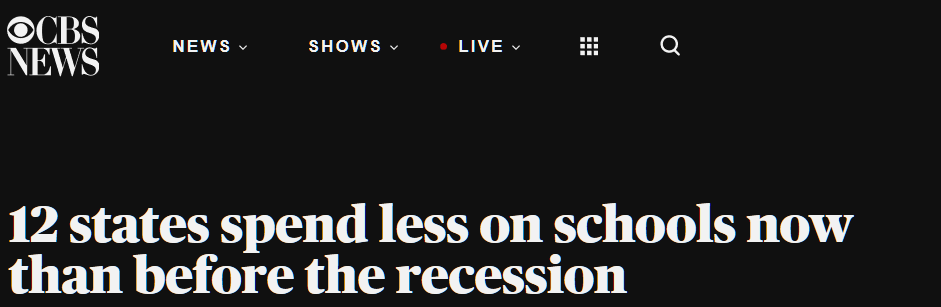 CBS
NEWS
NEWS
SHOWS
LIVE
12 states spend less on schools now
than before the recession